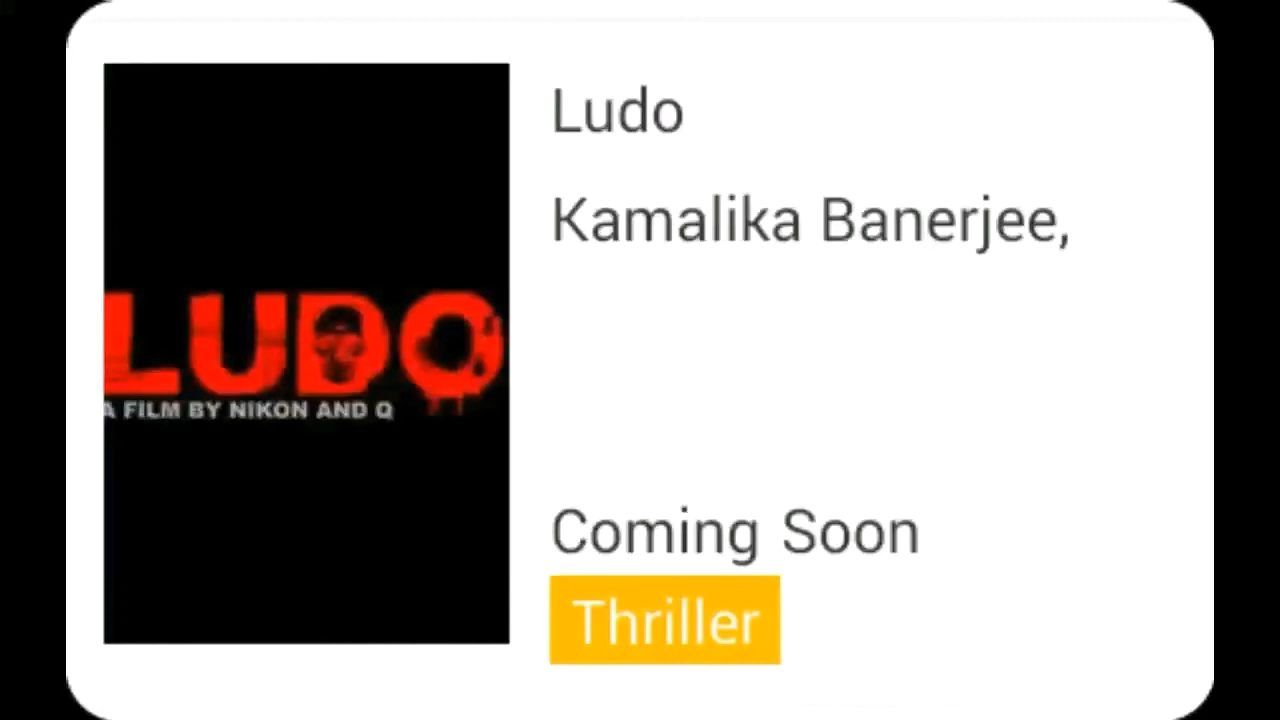 LUDO
A FILM BY NIKON AND Q
Ludo
Kamalika Banerjee,
Coming Soon
Thriller